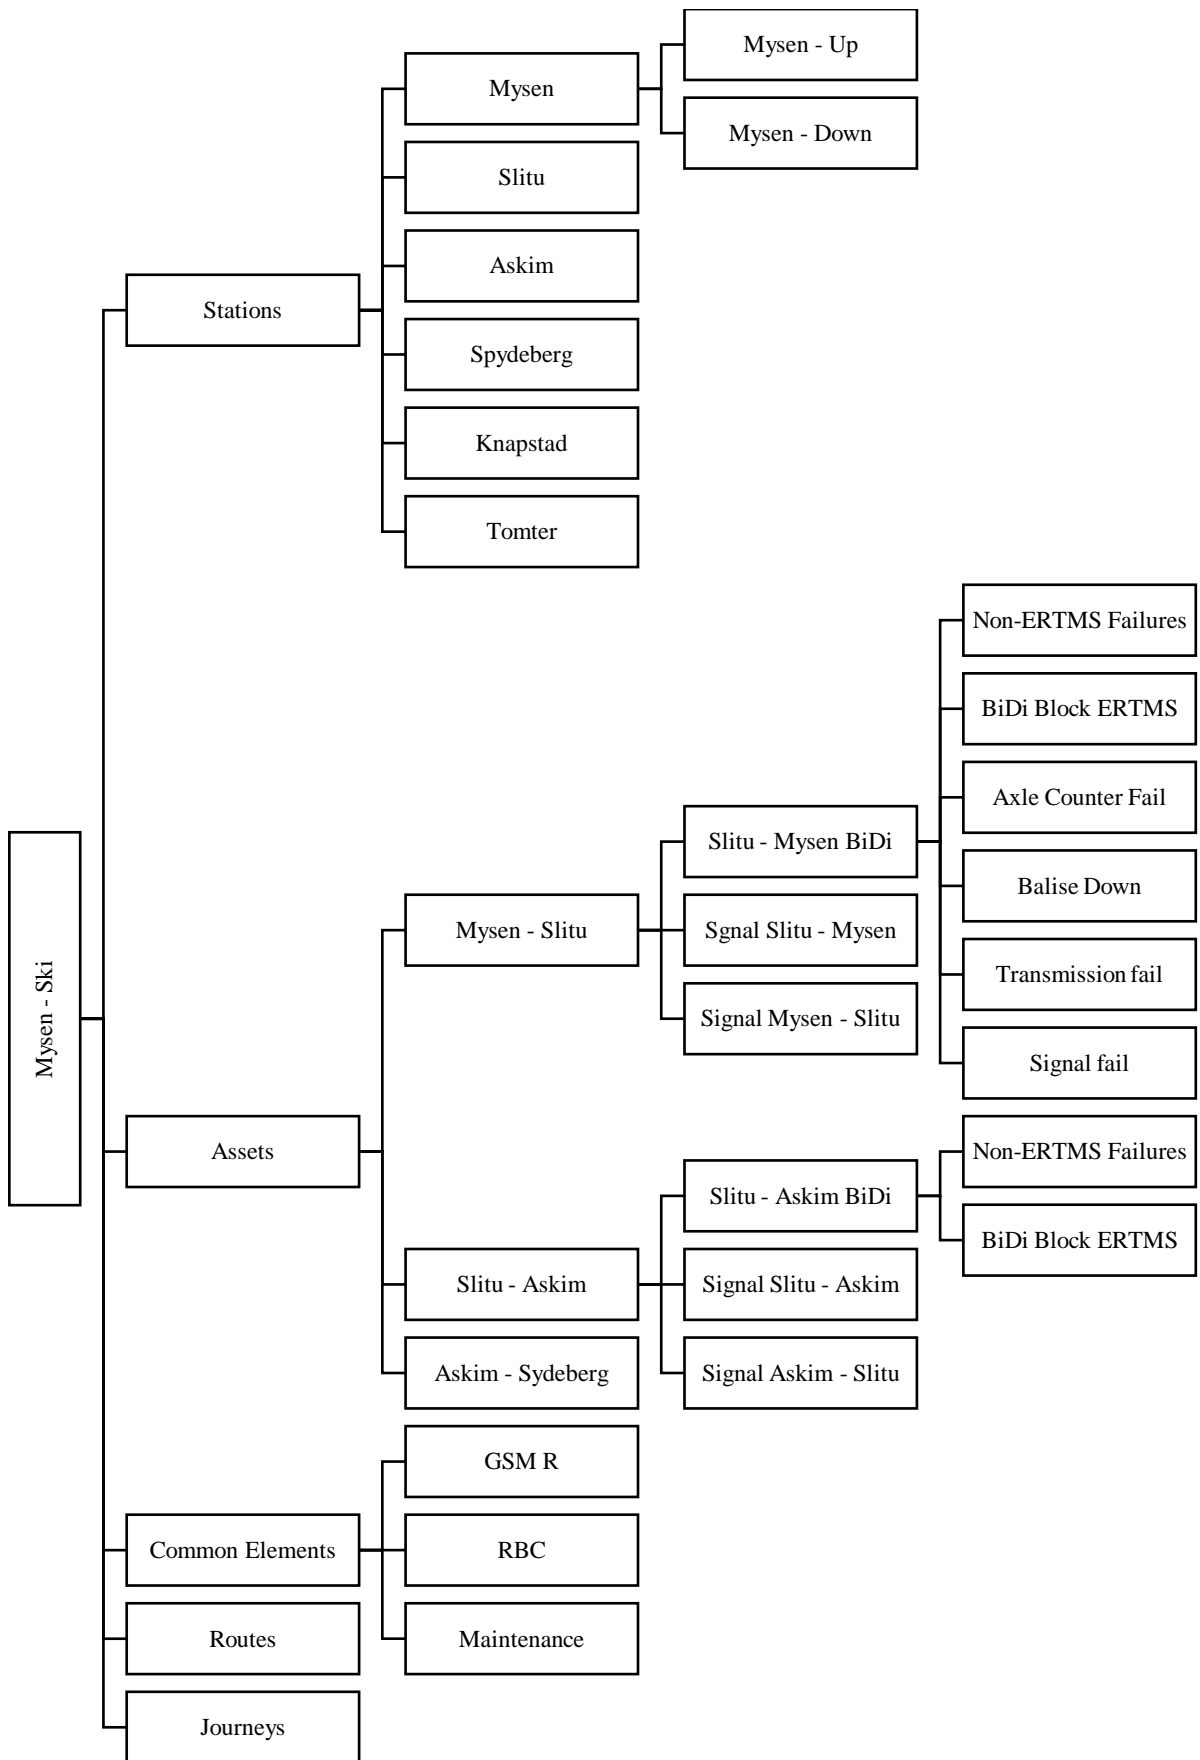 Mysen - Ski
Stations
Mysen
Mysen - Up
Mysen - Down
Slitu
Askim
Spydeberg
Knapstad
Tomter
Assets
Mysen - Slitu
Slitu - Mysen BiDi
Non-ERTMS Failures
BiDi Block ERTMS
Axle Counter Fail
Balise Down
Transmission fail
Signal fail
Sgnal Slitu - Mysen
Signal Mysen - Slitu
Slitu - Askim
Slitu - Askim BiDi
Non-ERTMS Failures
BiDi Block ERTMS
Signal Slitu - Askim
Signal Askim - Slitu
Askim - Sydeberg
Common Elements
GSM R
RBC
Maintenance
Routes
Journeys